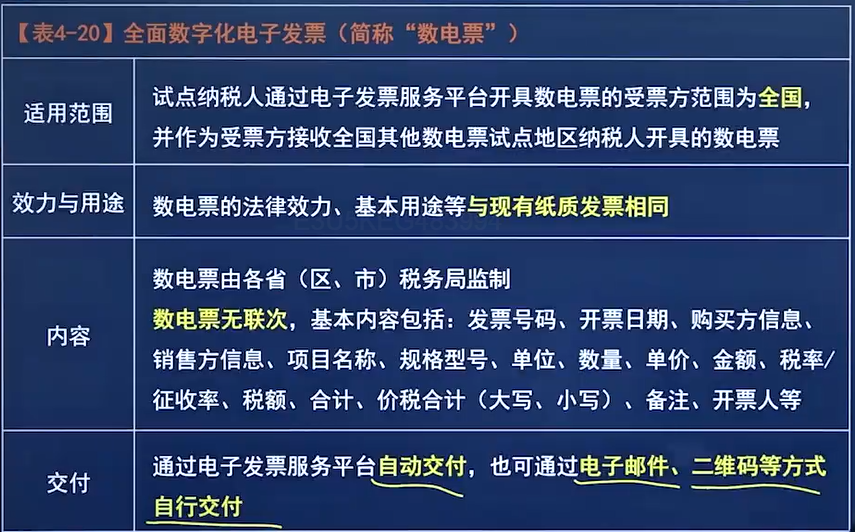 【表4-20】全面数字化电子发票（简称“数电票”）
适用范围
试点纳税人通过电子发票服务平台开具数电票的受票方范围为全国，
并作为受票方接收全国其他数电票试点地区纳税人开具的数电票
效力与用途
数电票的法律效力、基本用途等与现有纸质发票相同
内容
数电票由各省（区、市）税务局监制
数电票无联次，基本内容包括：发票号码、开票日期、购买方信息、
销售方信息、项目名称、规格型号、单位、数量、单价、金额、税率/
征收率、税额、合计、价税合计（大写、小写）、备注、开票人等
交付
通过电子发票服务平台自动交付，也可通过电子邮件、二维码等方式
自行交付